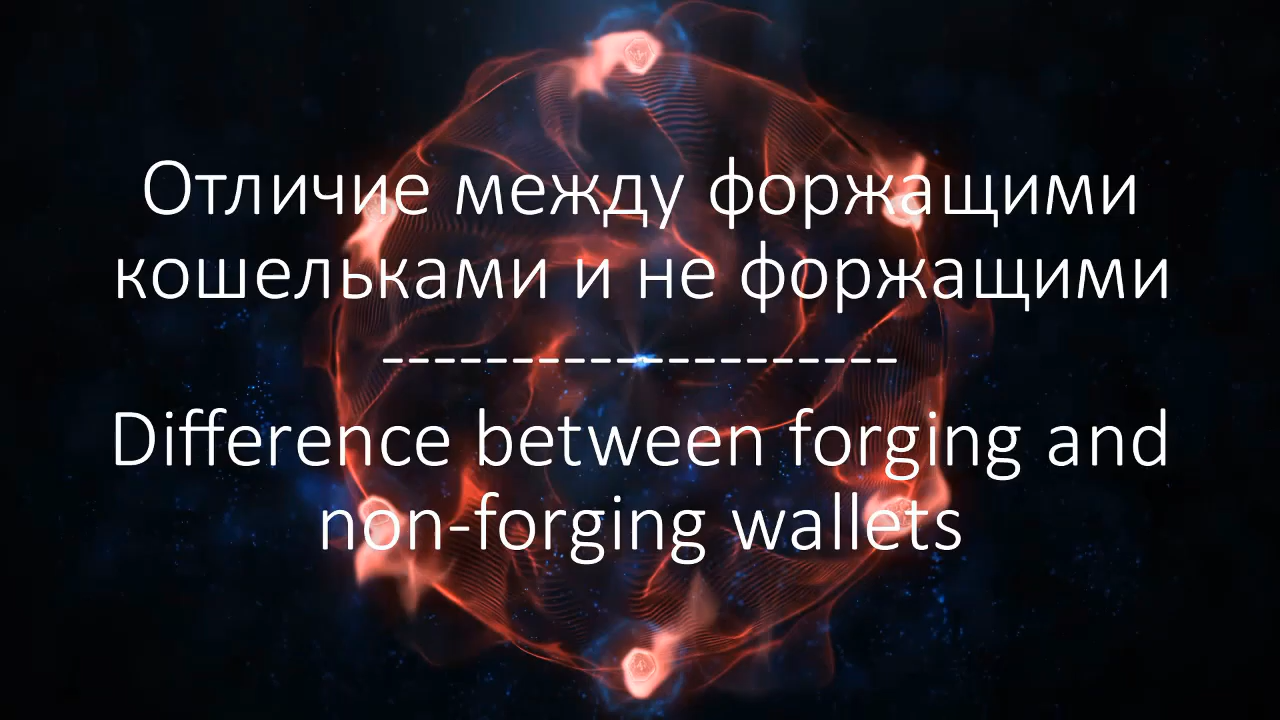 Отличие между форжащими
кошельками и не форжащими
--------------------
Difference between forging and
non-forging wallets